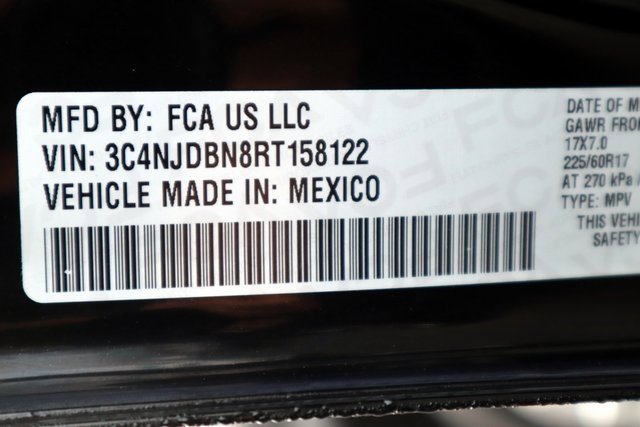 MFD BY: FCA US LLC
VIN: 3C4NJDBN8RT158122
VEHICLE MADE IN: MEXICO
DATE OF M
GAWR FRO
17X7.0
225/60R17
AT 270 kPa
TYPE: MPV
THIS VEH
SAFETY